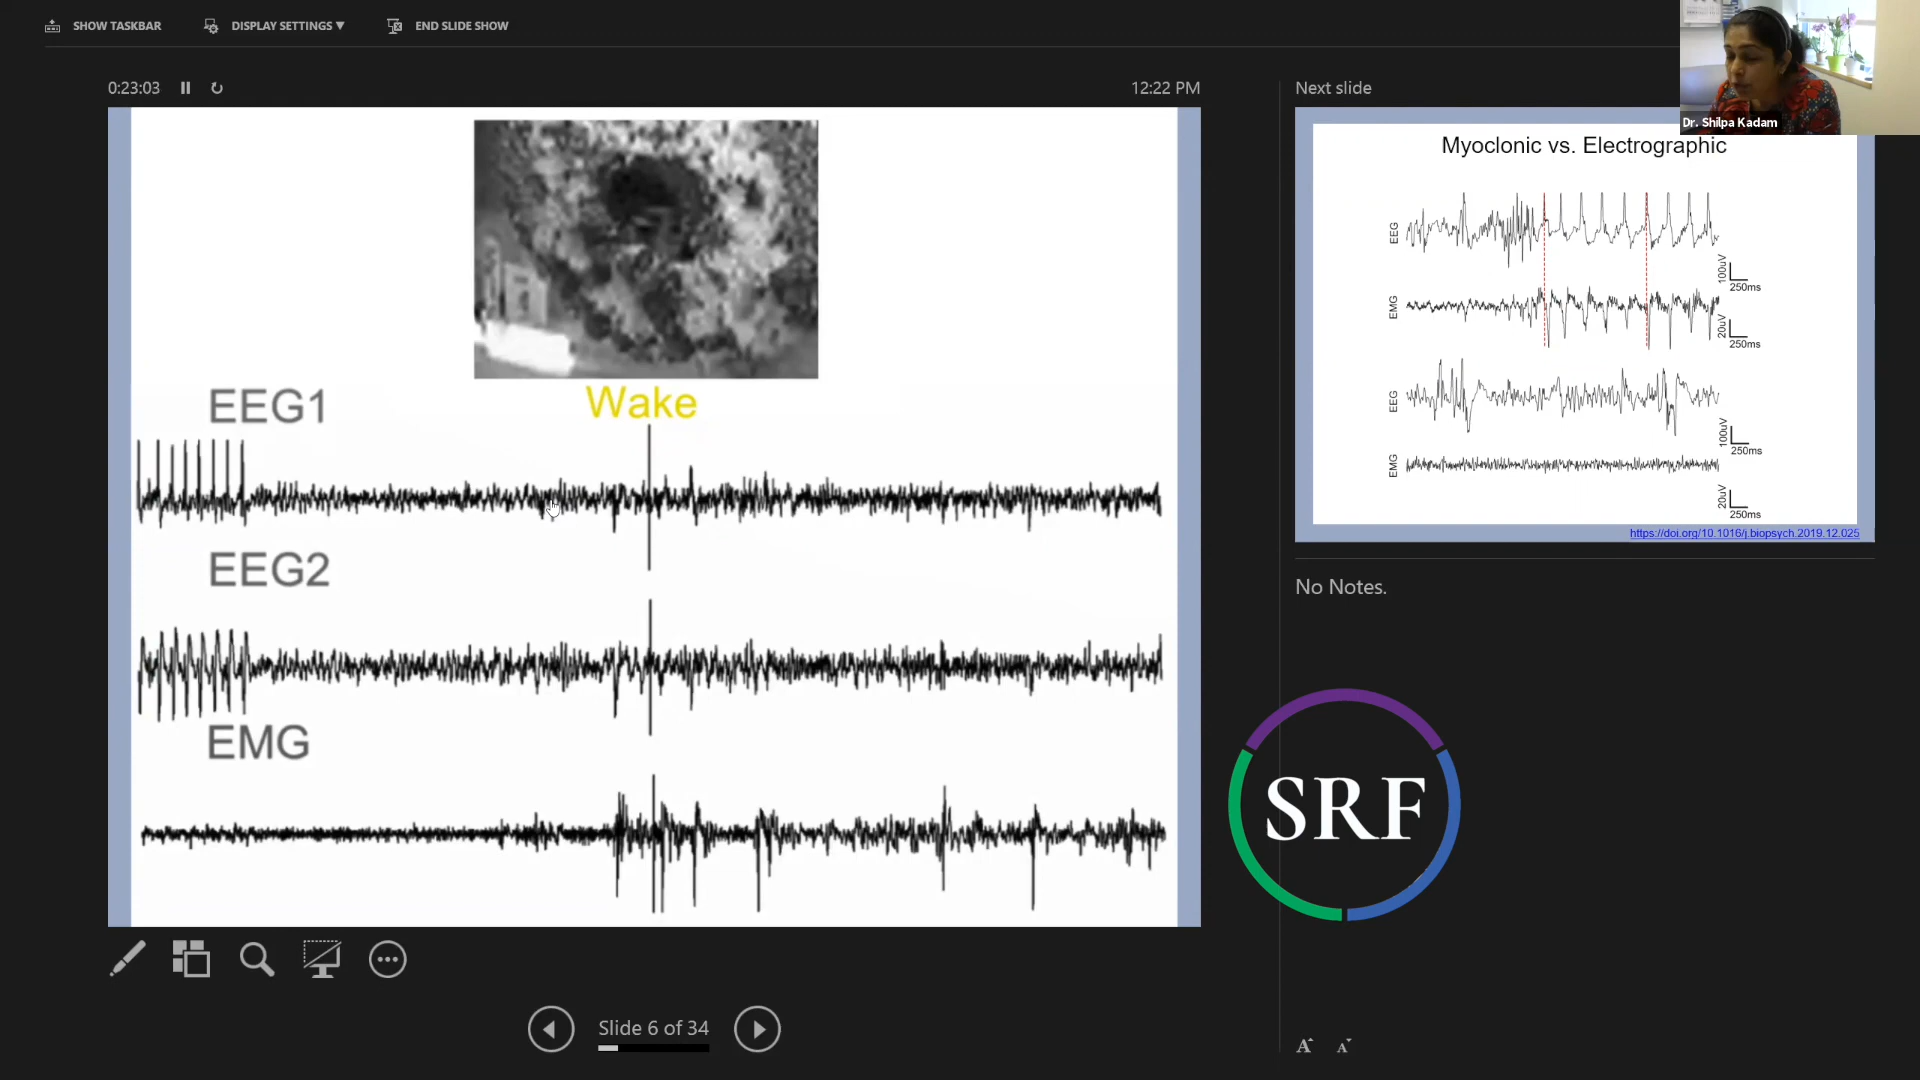 SHOW TASKBAR
DISPLAY SETTINGS ▼
END SLIDE SHOW
0:23:03
12:22 PM
Next slide
Dr. Shilpa Kadam
Wake
EEG1
EEG2
EMG
Myoclonic vs. Electrographic
EEG
100uV
250ms
EMG
20uV
250ms
EEG
100uV
250ms
EMG
20uV
250ms
https://doi.org/10.1016/j.biopsych.2019.12.025
No Notes.
SRF
Slide 6 of 34
A A